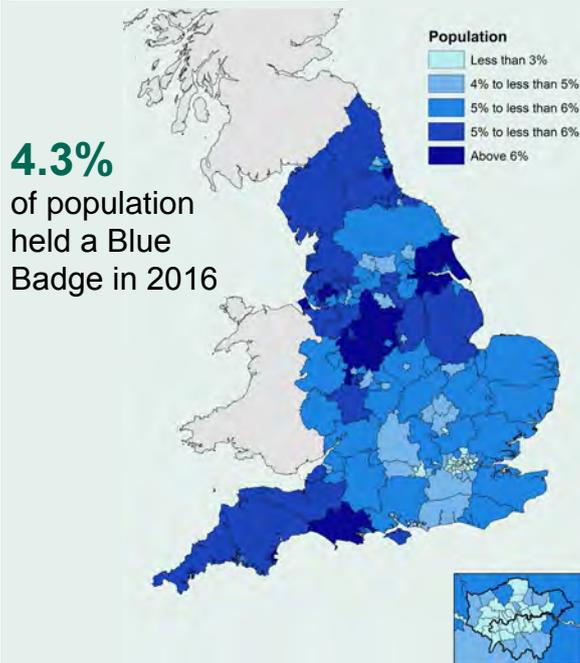 Population
Less than 3%
4% to less than 5%
5% to less than 6%
5% to less than 6%
Above 6%
4.3%
of population
held a Blue
Badge in 2016